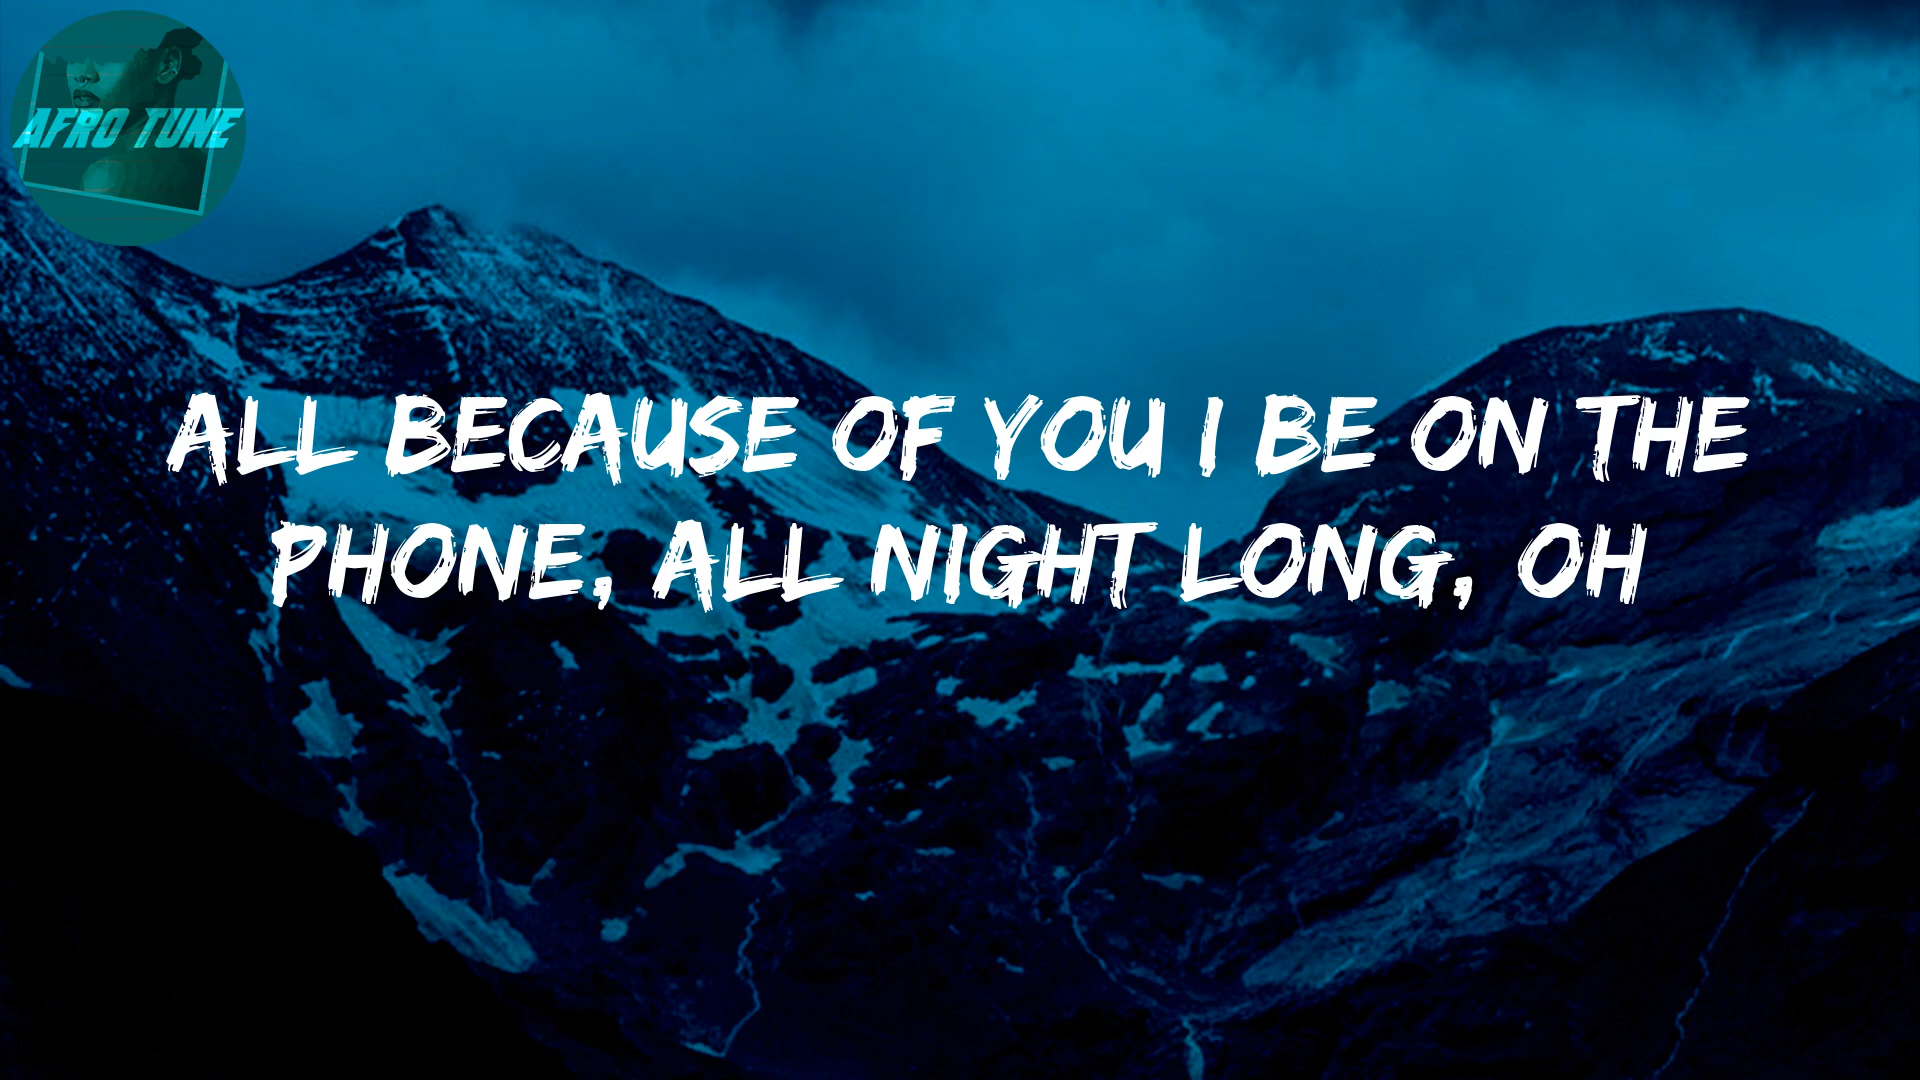 AFRO TUNE
ALL BECAUSE OF YOU I BE ON THE
PHONE, ALL NIGHT LONG, OH